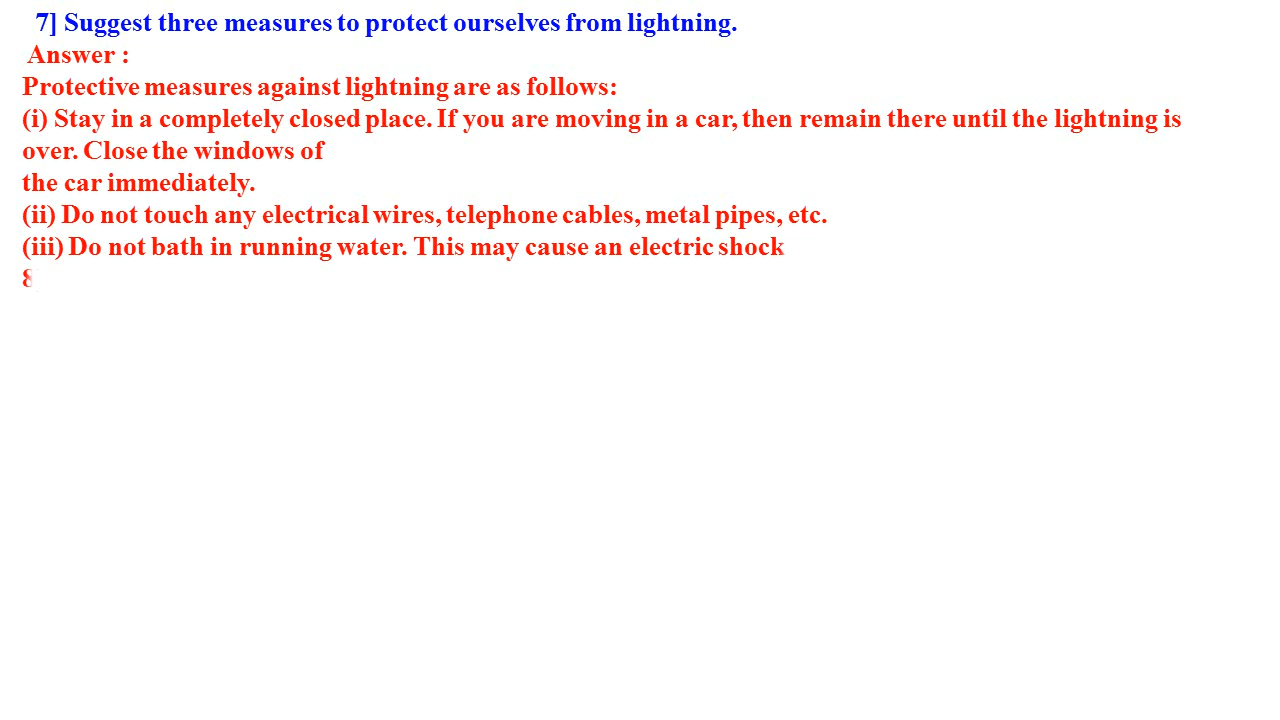 7] Suggest three measures to protect ourselves from lightning.
Answer :
Protective measures against lightning are as follows:
(i) Stay in a completely closed place. If you are moving in a car, then remain there until the lightning is
over. Close the windows of
the car immediately.
(ii) Do not touch any electrical wires, telephone cables, metal pipes, etc.
(iii) Do not bath in running water. This may cause an electric shock
8